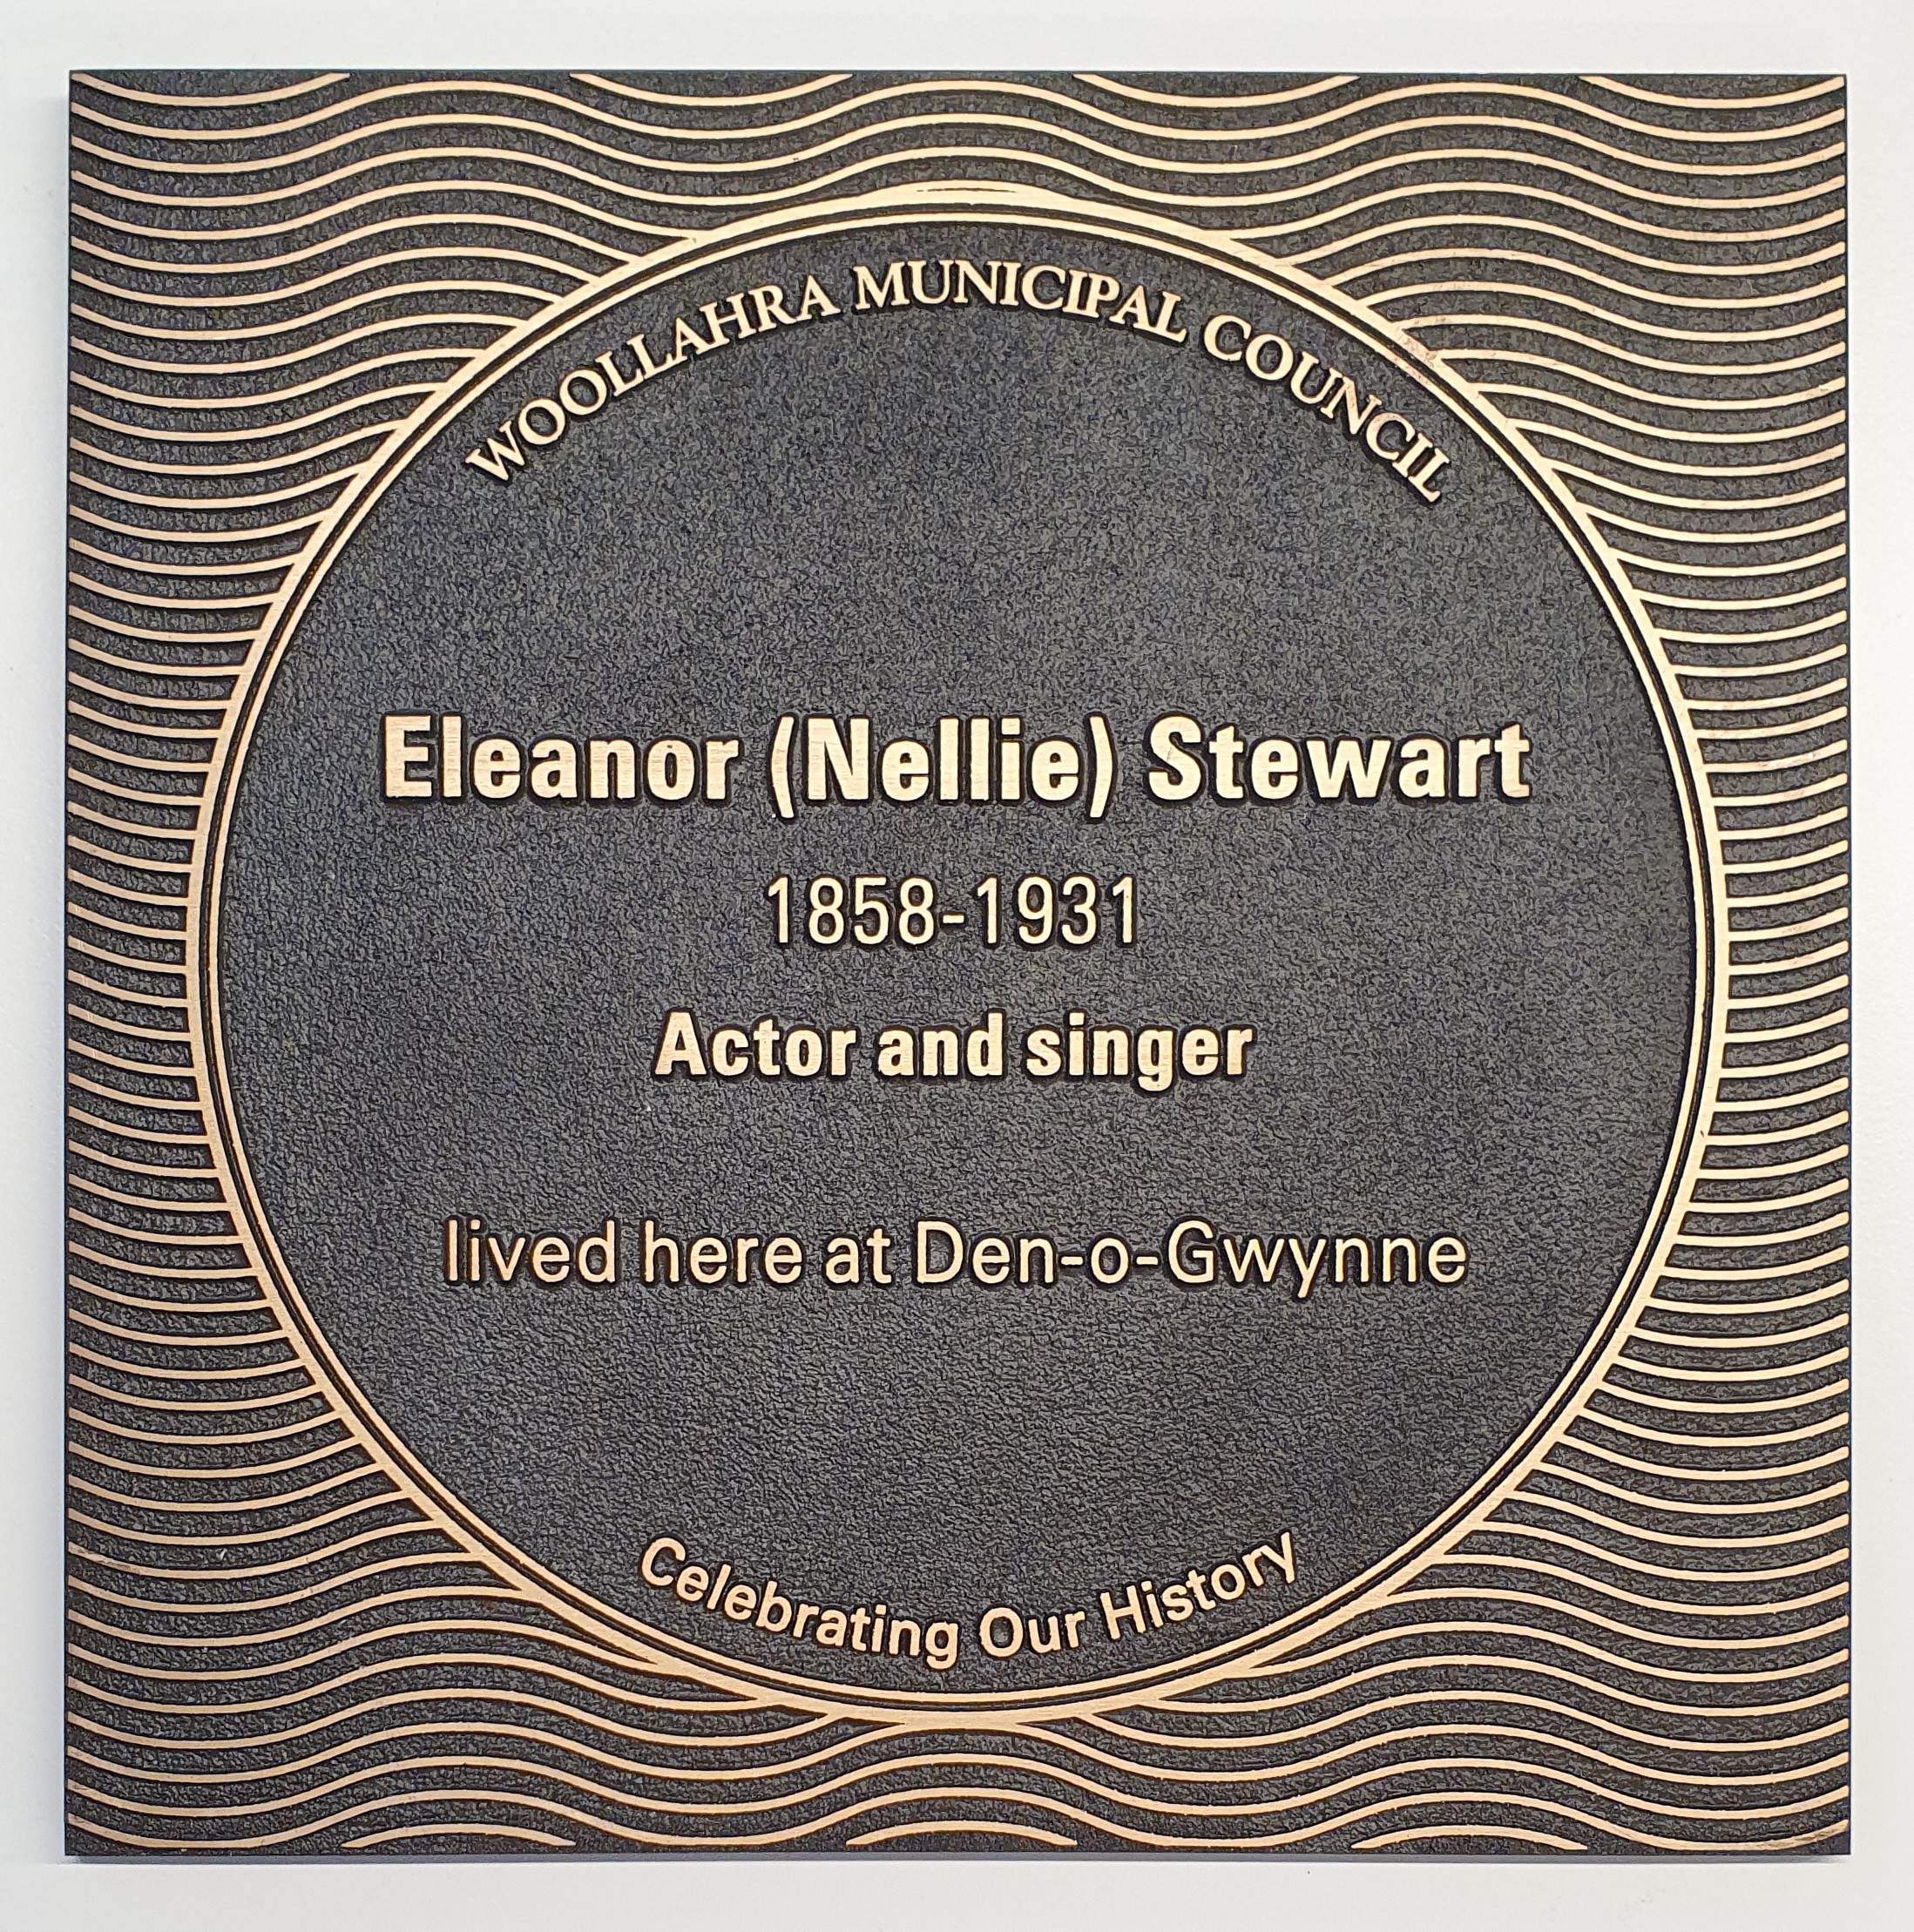 WOOLLAHRA MUNICIPAL COUNCIL
Eleanor (Nellie) Stewart
1858-1931
Actor and singer
lived here at Den-o-Gwynne
Celebrating Our History